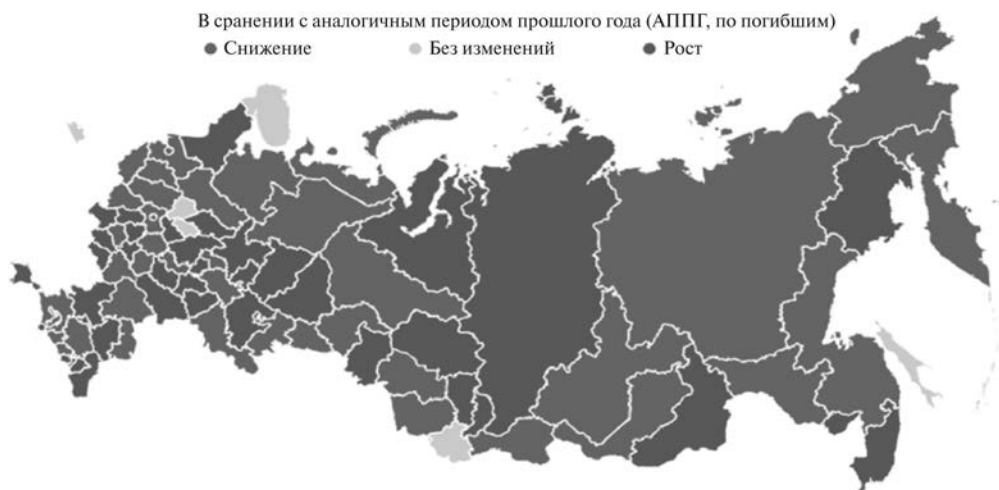 В сранении с аналогичным периодом прошлого года (АППГ, по погибшим)
Снижение Без изменений Рост